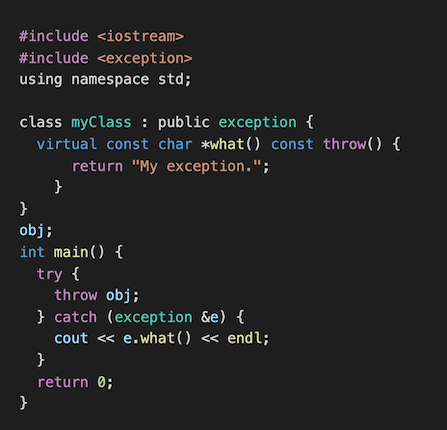 #include <iostream>
#include <exception>
using namespace std;

class myClass : public exception {
  virtual const char *what() const throw() {
      return "My exception.";
    }
}
obj;
int main() {
  try {
    throw obj;
  } catch (exception &e) {
    cout << e.what() << endl;
  }
  return 0;
}